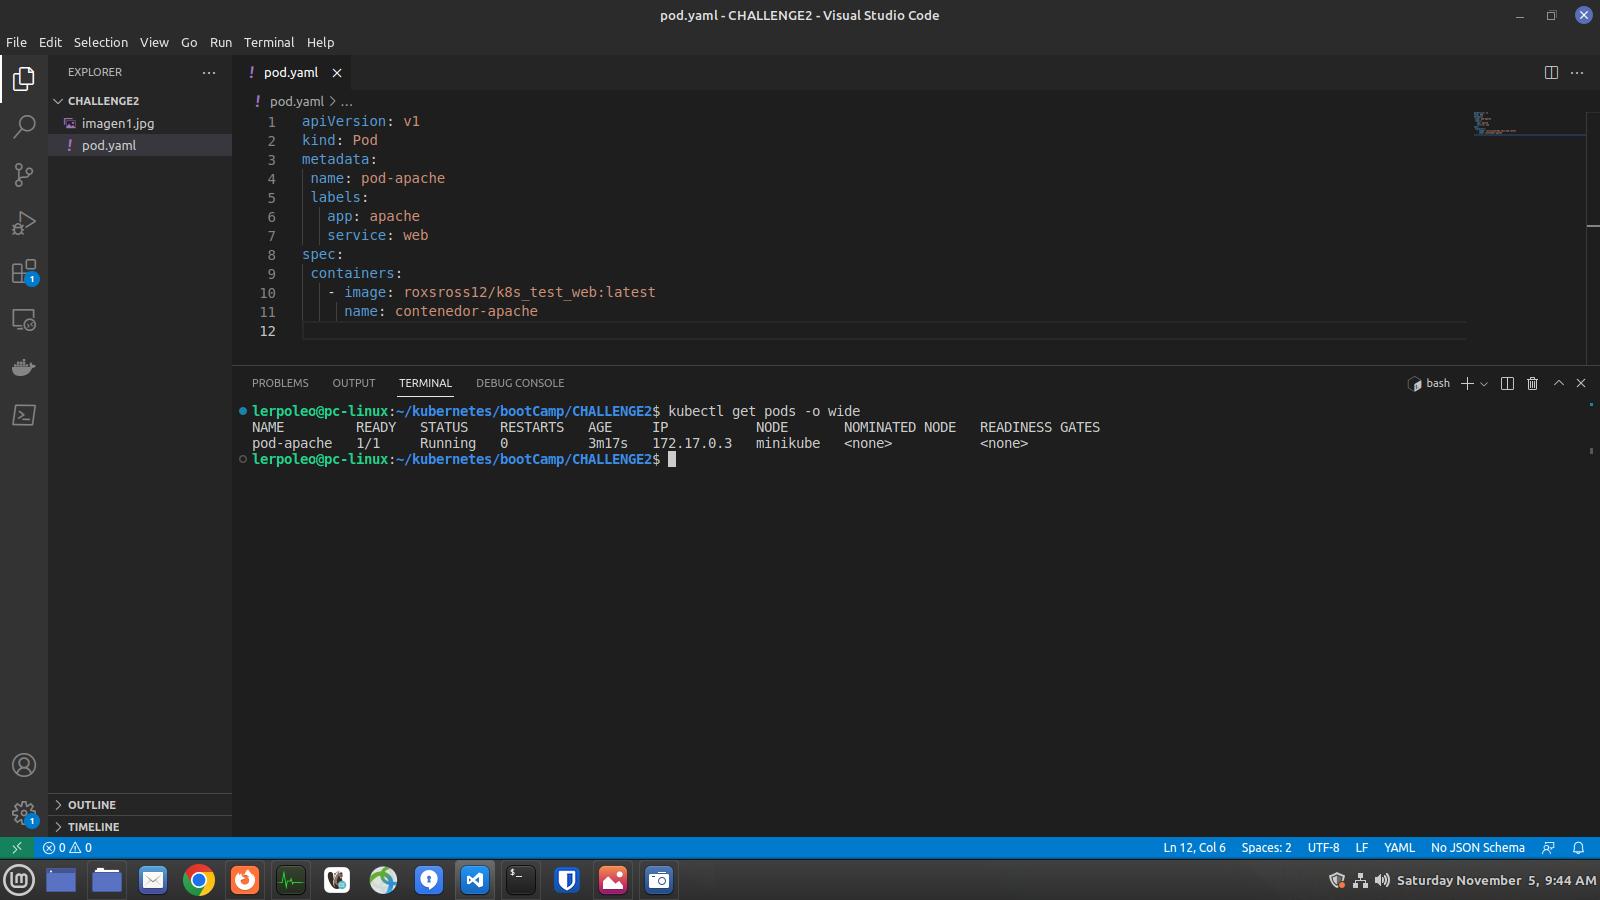 pod.yaml - CHALLENGE2 - Visual Studio Code
File Edit Selection View Go Run Terminal Help
EXPLORER
CHALLENGE2
imagen1.jpg
! pod.yaml
OUTLINE
TIMELINE
! pod.yaml
! pod.yaml > ...
1 apiVersion: v1
2 kind: Pod
3 metadata:
4  name: pod-apache
5  labels:
6    app: apache
7    service: web
8 spec:
9  containers:
10    - image: roxsross12/k8s_test_web:latest
11      name: contenedor-apache
12
PROBLEMS OUTPUT TERMINAL DEBUG CONSOLE
bash
lerpoleo@pc-linux:~/kubernetes/bootCamp/CHALLENGE2$ kubectl get pods -o wide
NAME         READY   STATUS    RESTARTS   AGE     IP           NODE       NOMINATED NODE   READINESS GATES
pod-apache   1/1     Running   0          3m17s   172.17.0.3   minikube   <none>           <none>
lerpoleo@pc-linux:~/kubernetes/bootCamp/CHALLENGE2$
1
1
0 0
Ln 12, Col 6 Spaces: 2 UTF-8 LF YAML No JSON Schema
Saturday November 5, 9:44 AM